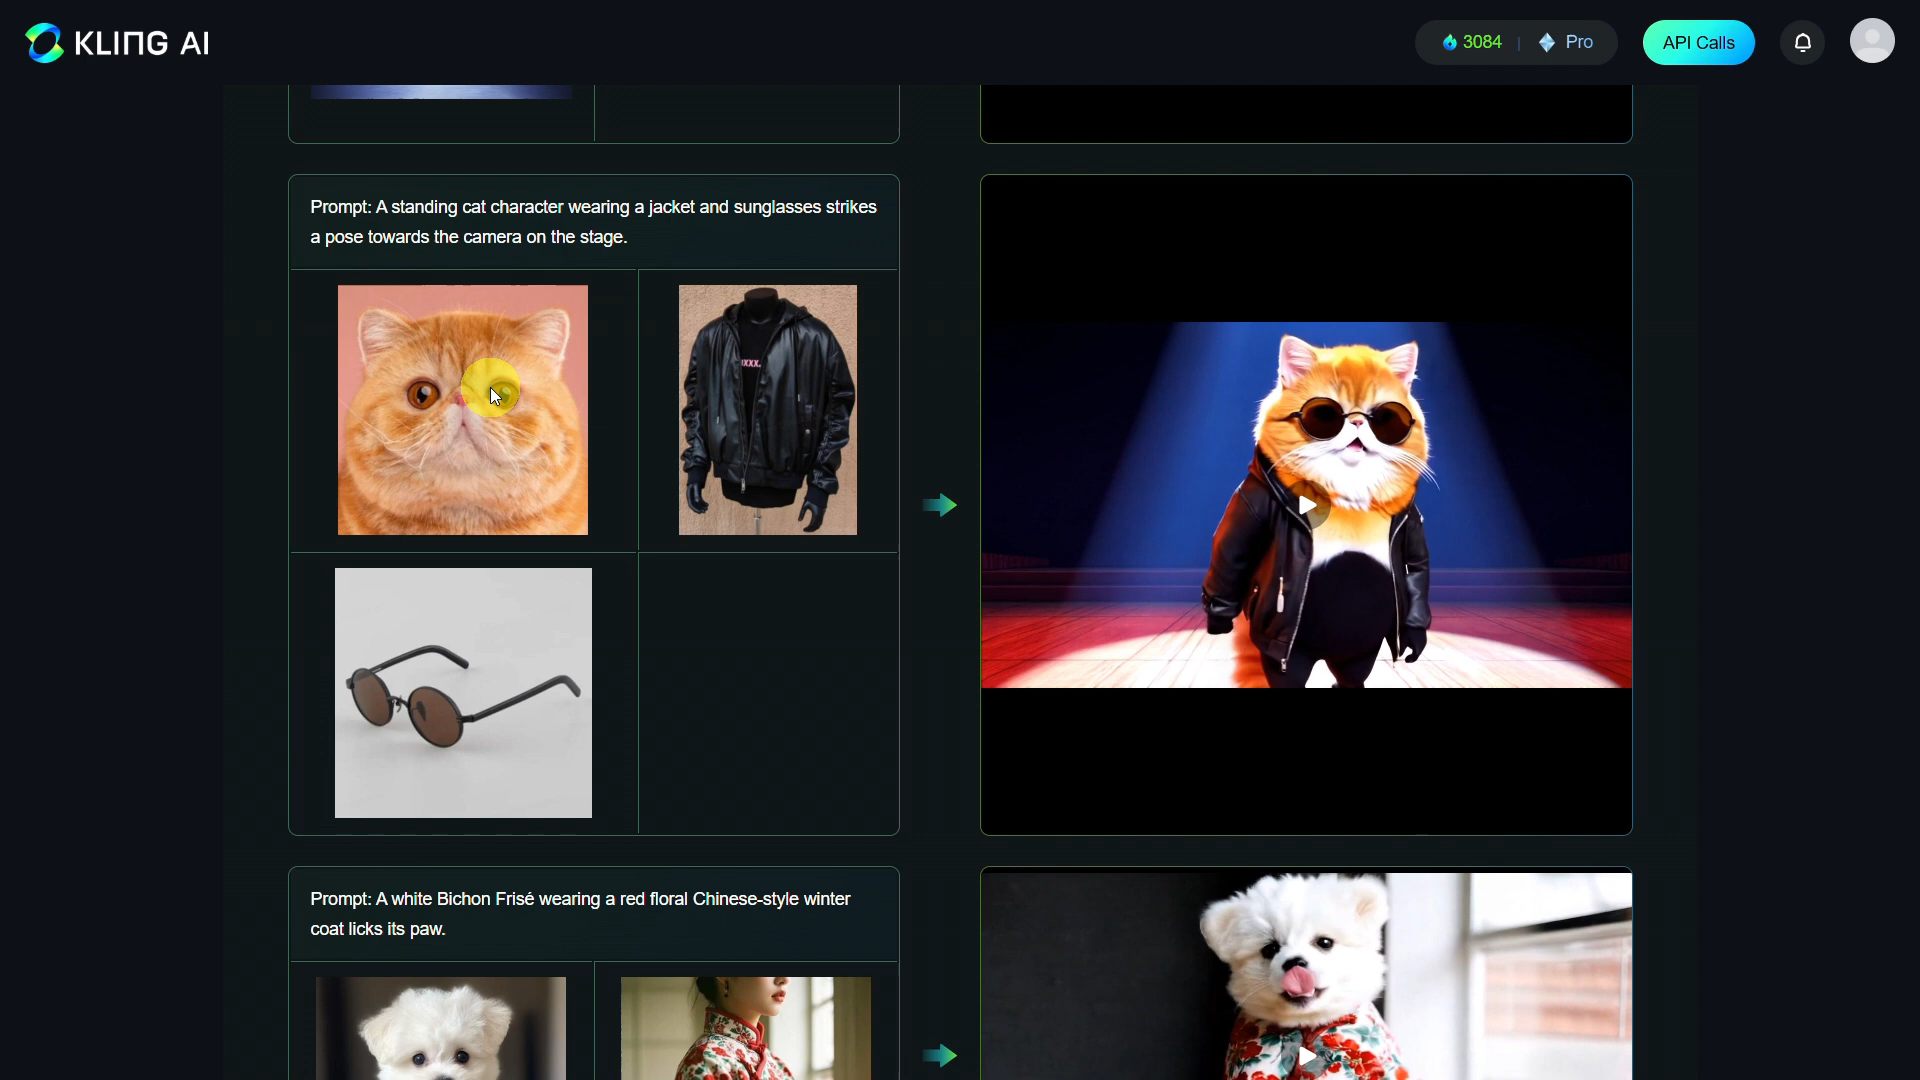 KLING AI
3084 | Pro
API Calls
Prompt: A standing cat character wearing a jacket and sunglasses strikes
a pose towards the camera on the stage.
Prompt: A white Bichon Frisé wearing a red floral Chinese-style winter
coat licks its paw.